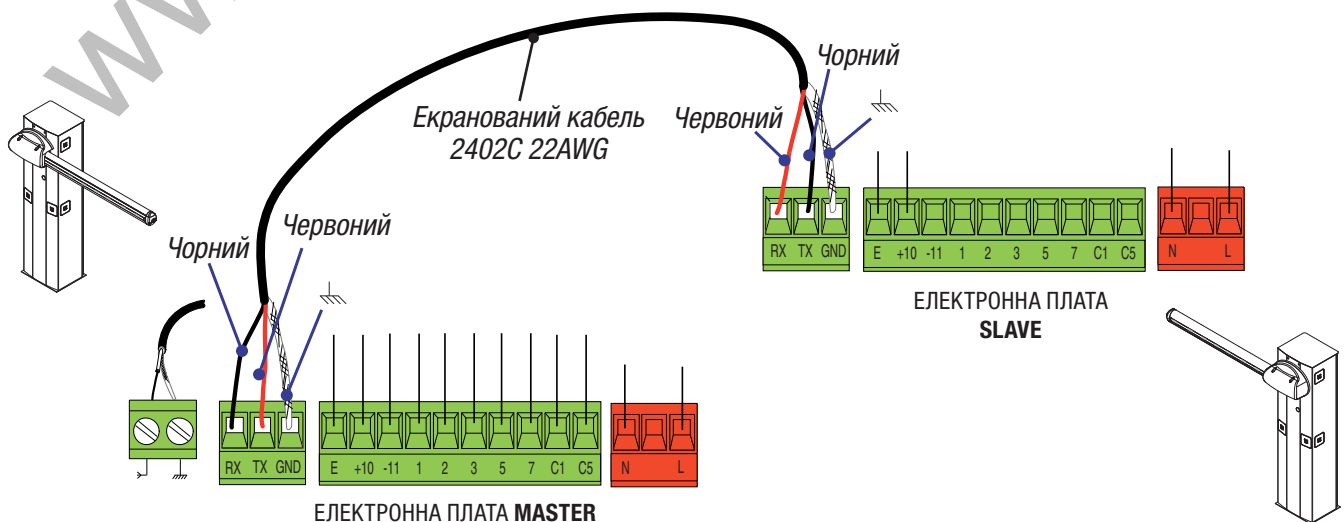 WW
Чорний
Екранований кабель
2402C 22AWG
Червоний
RX TX GND
E +10 -11 1 2 3 5 7 C1 C5
N L
ЕЛЕКТРОННА ПЛАТА
SLAVE
Чорний
Червоний
RX TX GND
E +10 -11 1 2 3 5 7 C1 C5
N L
ЕЛЕКТРОННА ПЛАТА MASTER